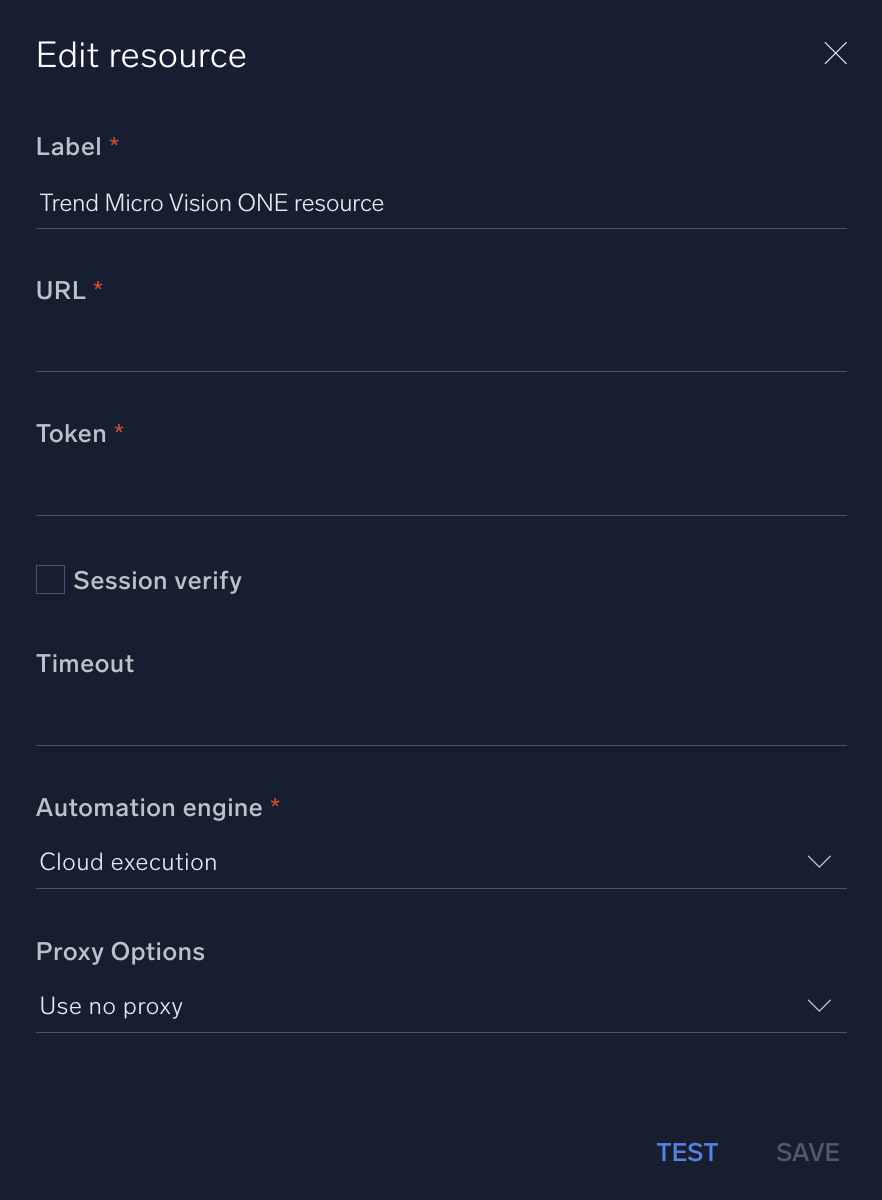 Edit resource
Label *
Trend Micro Vision ONE resource
URL *
Token *
Session verify
Timeout
Automation engine *
Cloud execution
Proxy Options
Use no proxy
TEST SAVE